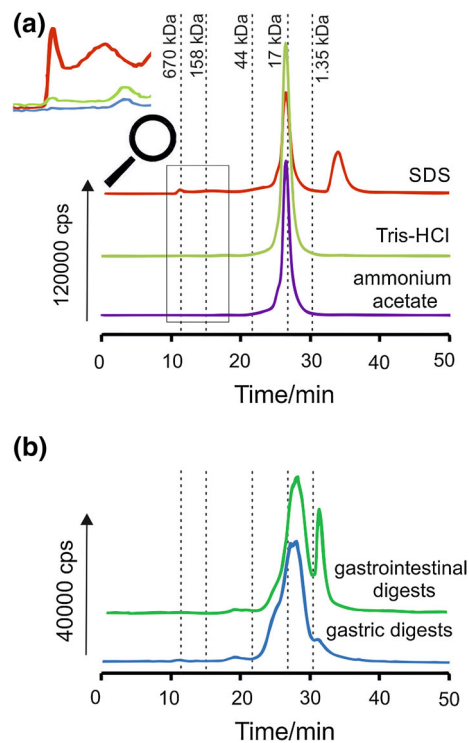 (a)
670 kDa
158 kDa
44 kDa
17 kDa
1.35 kDa
SDS
Tris-HCl
ammonium
acetate
120000 cps
0 10 20 30 40 50
Time/min
(b)
gastrointestinal
digests
gastric digests
40000 cps
0 10 20 30 40 50
Time/min